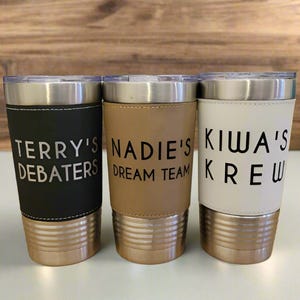 TERRY'S
DEBATERS
NADIE'S
DREAM TEAM
KIWA'S
KREW